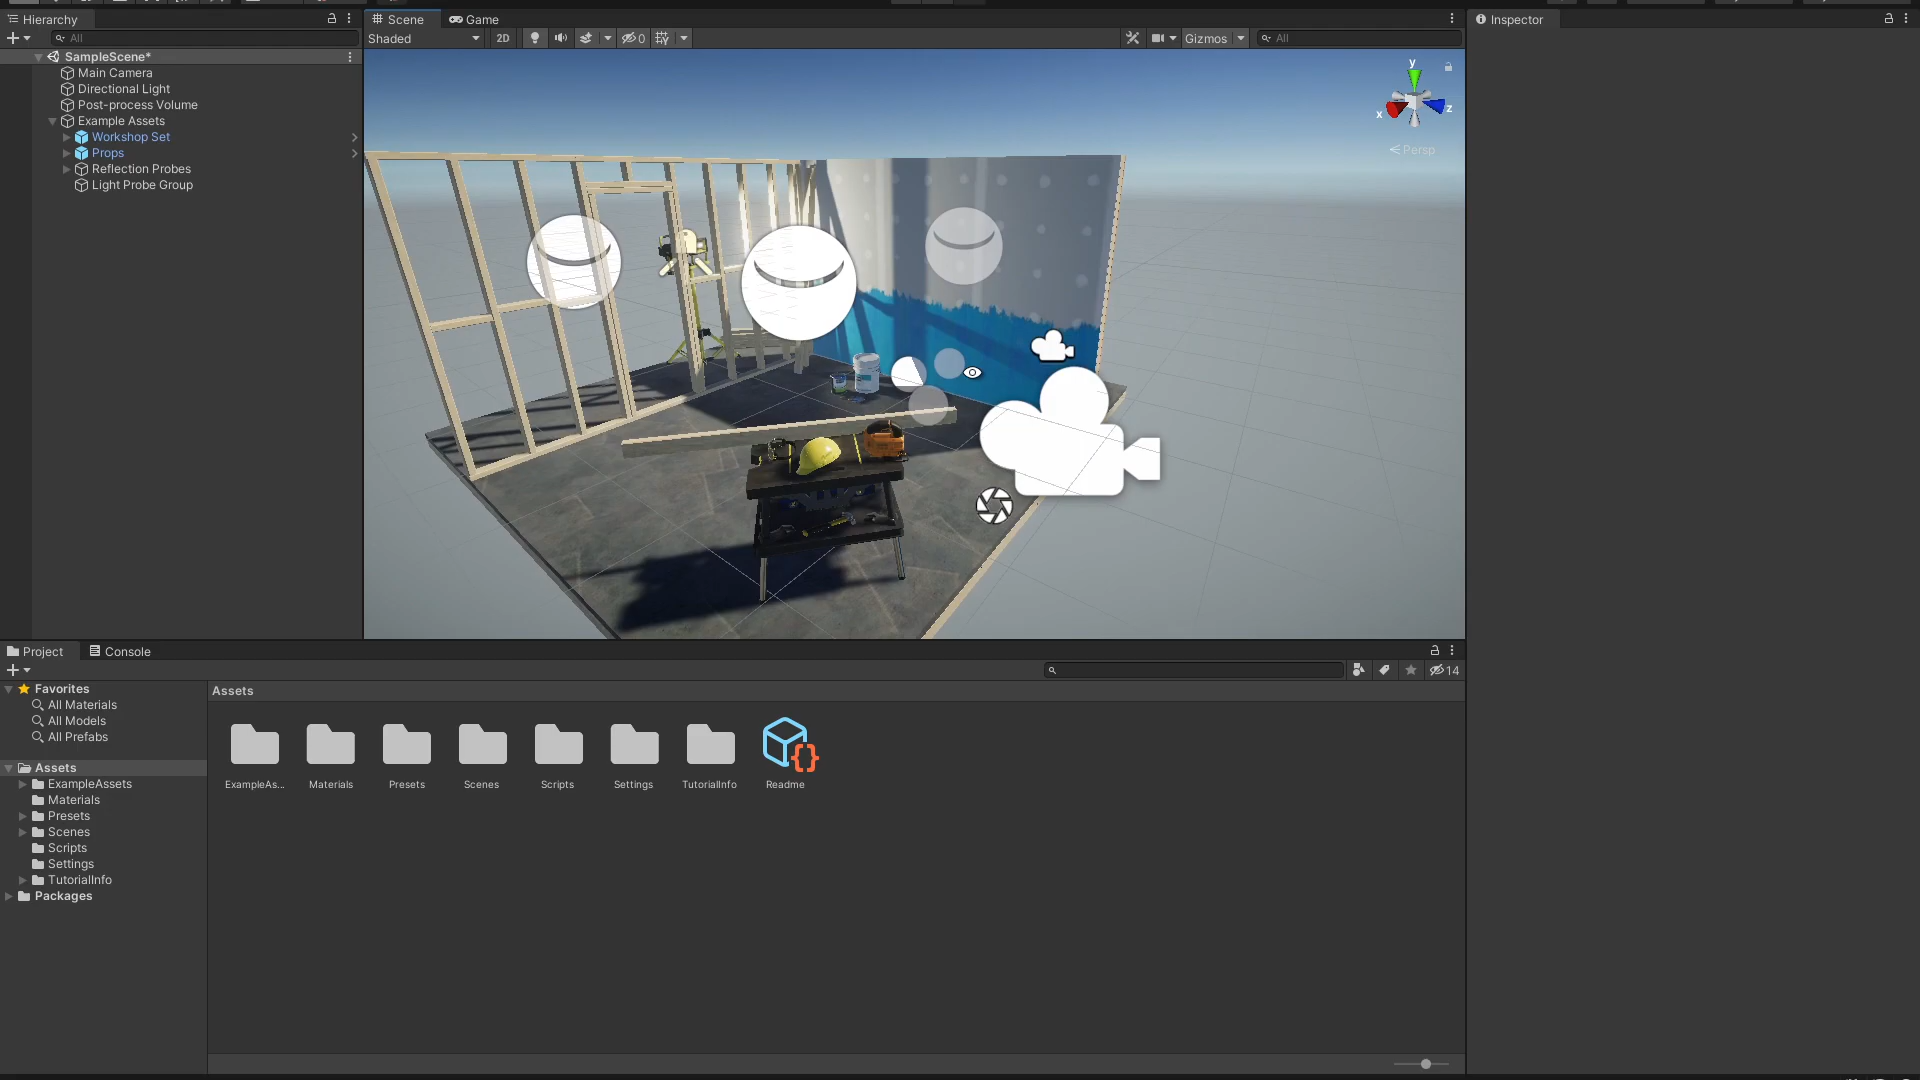 Hierarchy
Scene
Game
Inspector
All
Shaded
2D
0
Gizmos
All
SampleScene*
Main Camera
Directional Light
Post-process Volume
Example Assets
Workshop Set
Props
Reflection Probes
Light Probe Group
y
x
z
Persp
Project
Console
14
Favorites
All Materials
All Models
All Prefabs
Assets
ExampleAssets
Materials
Presets
Scenes
Scripts
Settings
TutorialInfo
Packages
Assets
ExampleAs...
Materials
Presets
Scenes
Scripts
Settings
TutorialInfo
Readme